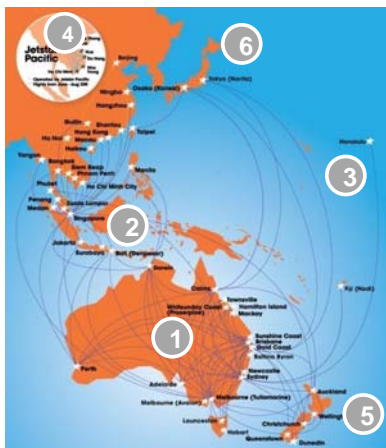 4
Jetstar
Pacific
Ho Chi Minh
6
Beijing
Tokyo (Narita)
Ningbo
Osaka (Kansai)
Hangzhou
Guilin
Shantou
Taipei
Hong Kong
Ha Noi
Macau
Haikou
Honolulu
Yangon
Bangkok
Siem Reap
Phnom Penh
Manila
3
Phuket
Ho Chi Minh City
Penang
Kuala Lumpur
Medan
Singapore
2
Jakarta
Surabaya
Bali (Denpasar)
Darwin
Fiji (Nadi)
Cairns
Townsville
Whitsunday Coast
(Proserpine)
Hamilton Island
Mackay
1
Sunshine Coast
Brisbane
Gold Coast
Ballina Byron
Newcastle
Perth
Sydney
Adelaide
Auckland
Melbourne (Avalon)
Melbourne (Tullamarine)
5
Wellington
Launceston
Hobart
Christchurch
Queenstown
Dunedin